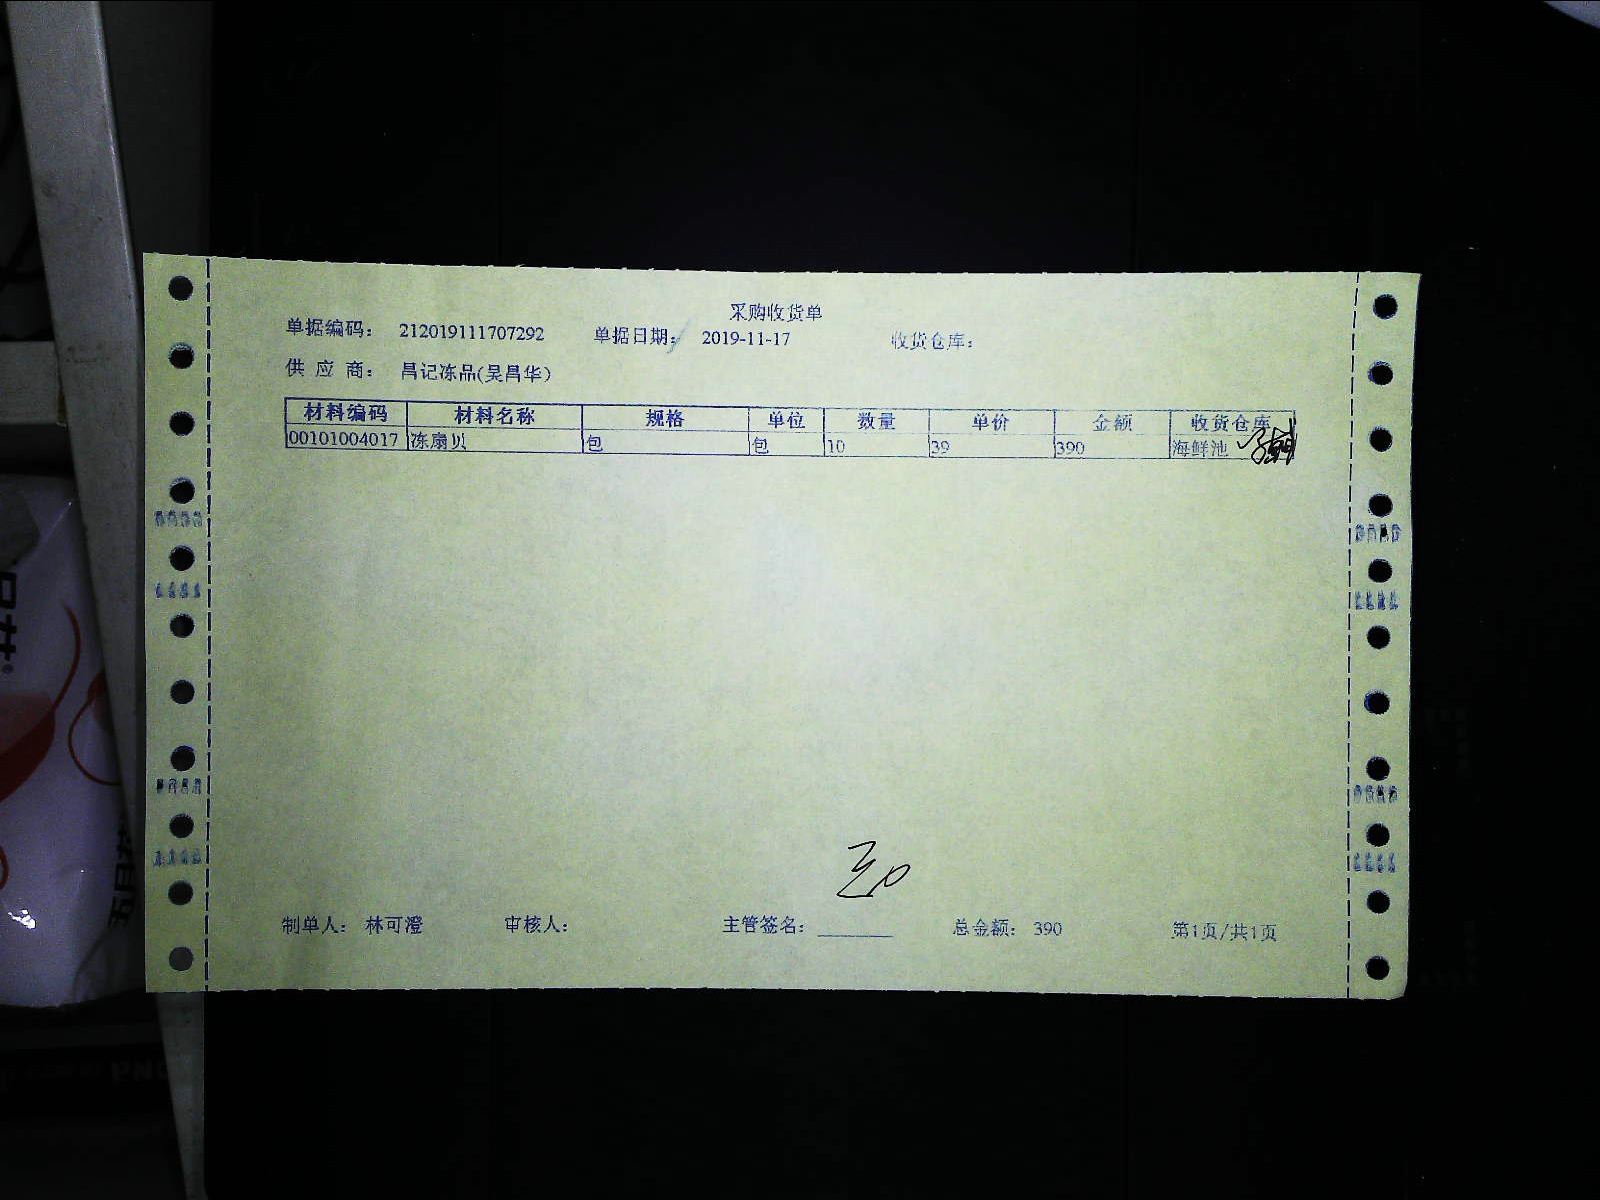 采购收货单
单据编码： 212019111707292 单据日期： 2019-11-17 收货仓库：
供 应 商： 昌记冻品(吴昌华)
材料编码 材料名称 规格 单位 数量 单价 金额 收货仓库
00101004017 冻扇贝 包 包 10 39 390 海鲜池
制单人： 林可澄 审核人： 主管签名： 总金额： 390 第1页/共1页